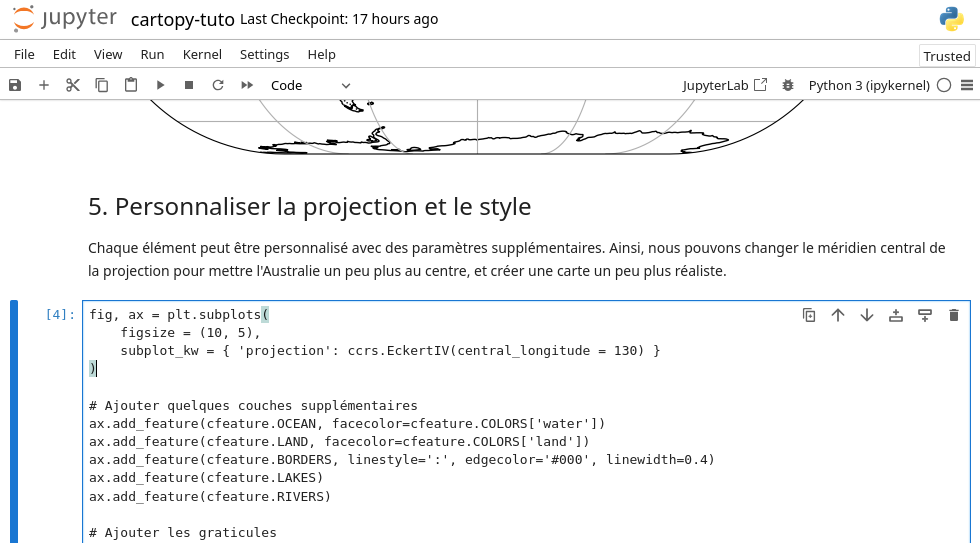 jupyter cartopy-tuto Last Checkpoint: 17 hours ago
File Edit View Run Kernel Settings Help Trusted
Code JupyterLab Python 3 (ipykernel)
5. Personnaliser la projection et le style
Chaque élément peut être personnalisé avec des paramètres supplémentaires. Ainsi, nous pouvons changer le méridien central de
la projection pour mettre l'Australie un peu plus au centre, et créer une carte un peu plus réaliste.
[4]: fig, ax = plt.subplots(
    figsize = (10, 5),
    subplot_kw = { 'projection': ccrs.EckertIV(central_longitude = 130) }
)
# Ajouter quelques couches supplémentaires
ax.add_feature(cfeature.OCEAN, facecolor=cfeature.COLORS['water'])
ax.add_feature(cfeature.LAND, facecolor=cfeature.COLORS['land'])
ax.add_feature(cfeature.BORDERS, linestyle=':', edgecolor='#000', linewidth=0.4)
ax.add_feature(cfeature.LAKES)
ax.add_feature(cfeature.RIVERS)
# Ajouter les graticules